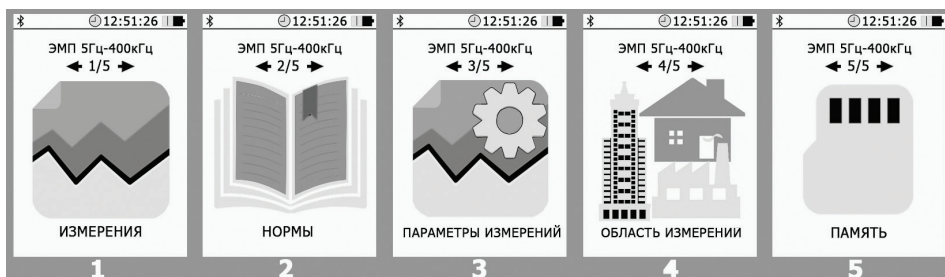 12:51:26
ЭМП 5Гц-400кГц
1/5
ИЗМЕРЕНИЯ
1
12:51:26
ЭМП 5Гц-400кГц
2/5
НОРМЫ
2
12:51:26
ЭМП 5Гц-400кГц
3/5
ПАРАМЕТРЫ ИЗМЕРЕНИЙ
3
12:51:26
ЭМП 5Гц-400кГц
4/5
ОБЛАСТЬ ИЗМЕРЕНИИ
4
12:51:26
ЭМП 5Гц-400кГц
5/5
ПАМЯТЬ
5